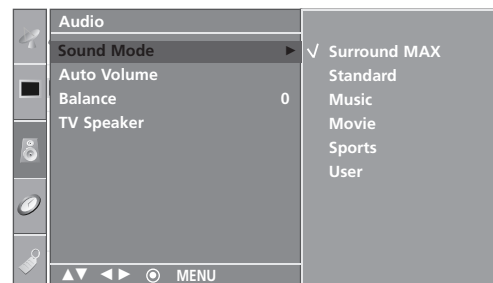 Audio
Sound Mode ►
Auto Volume
Balance 0
TV Speaker
▲▼ ◄► ◉ MENU
√ Surround MAX
Standard
Music
Movie
Sports
User